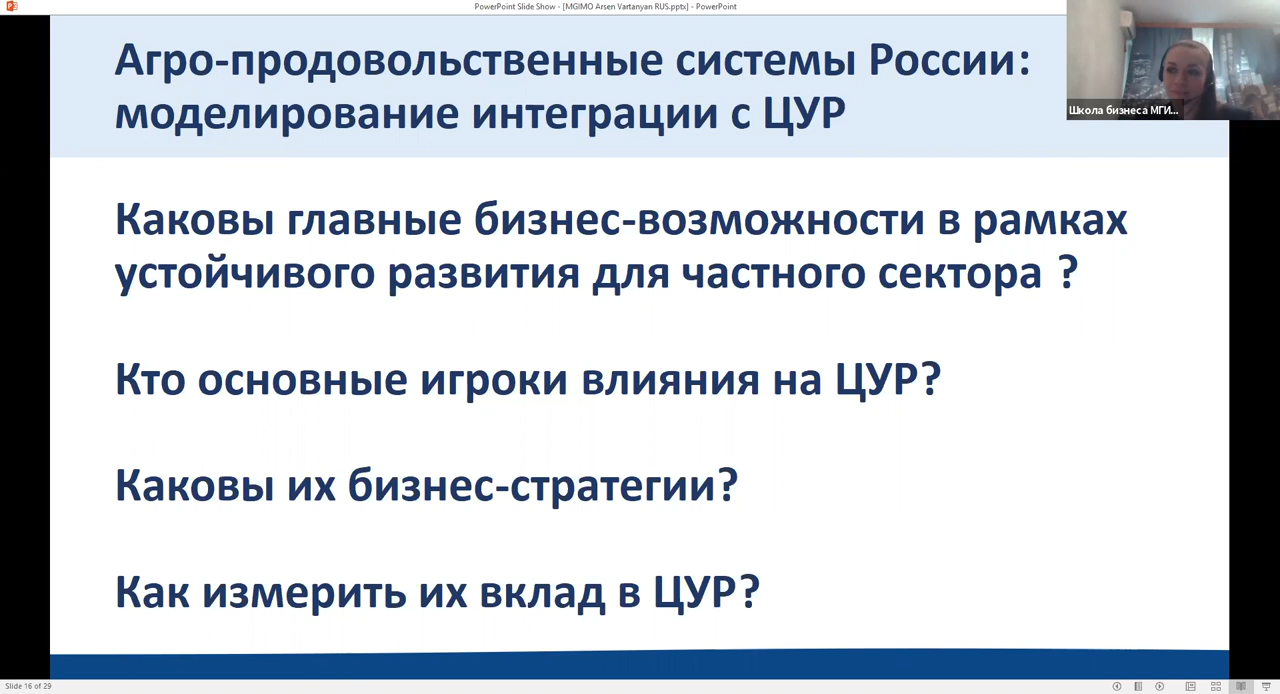 PowerPoint Slide Show - [MGIMO Arsen Vartanyan RUS.pptx] - PowerPoint
Агро-продовольственные системы России:
моделирование интеграции с ЦУР
Школа бизнеса МГИ...
Каковы главные бизнес-возможности в рамках
устойчивого развития для частного сектора ?
Кто основные игроки влияния на ЦУР?
Каковы их бизнес-стратегии?
Как измерить их вклад в ЦУР?
Slide 16 of 29